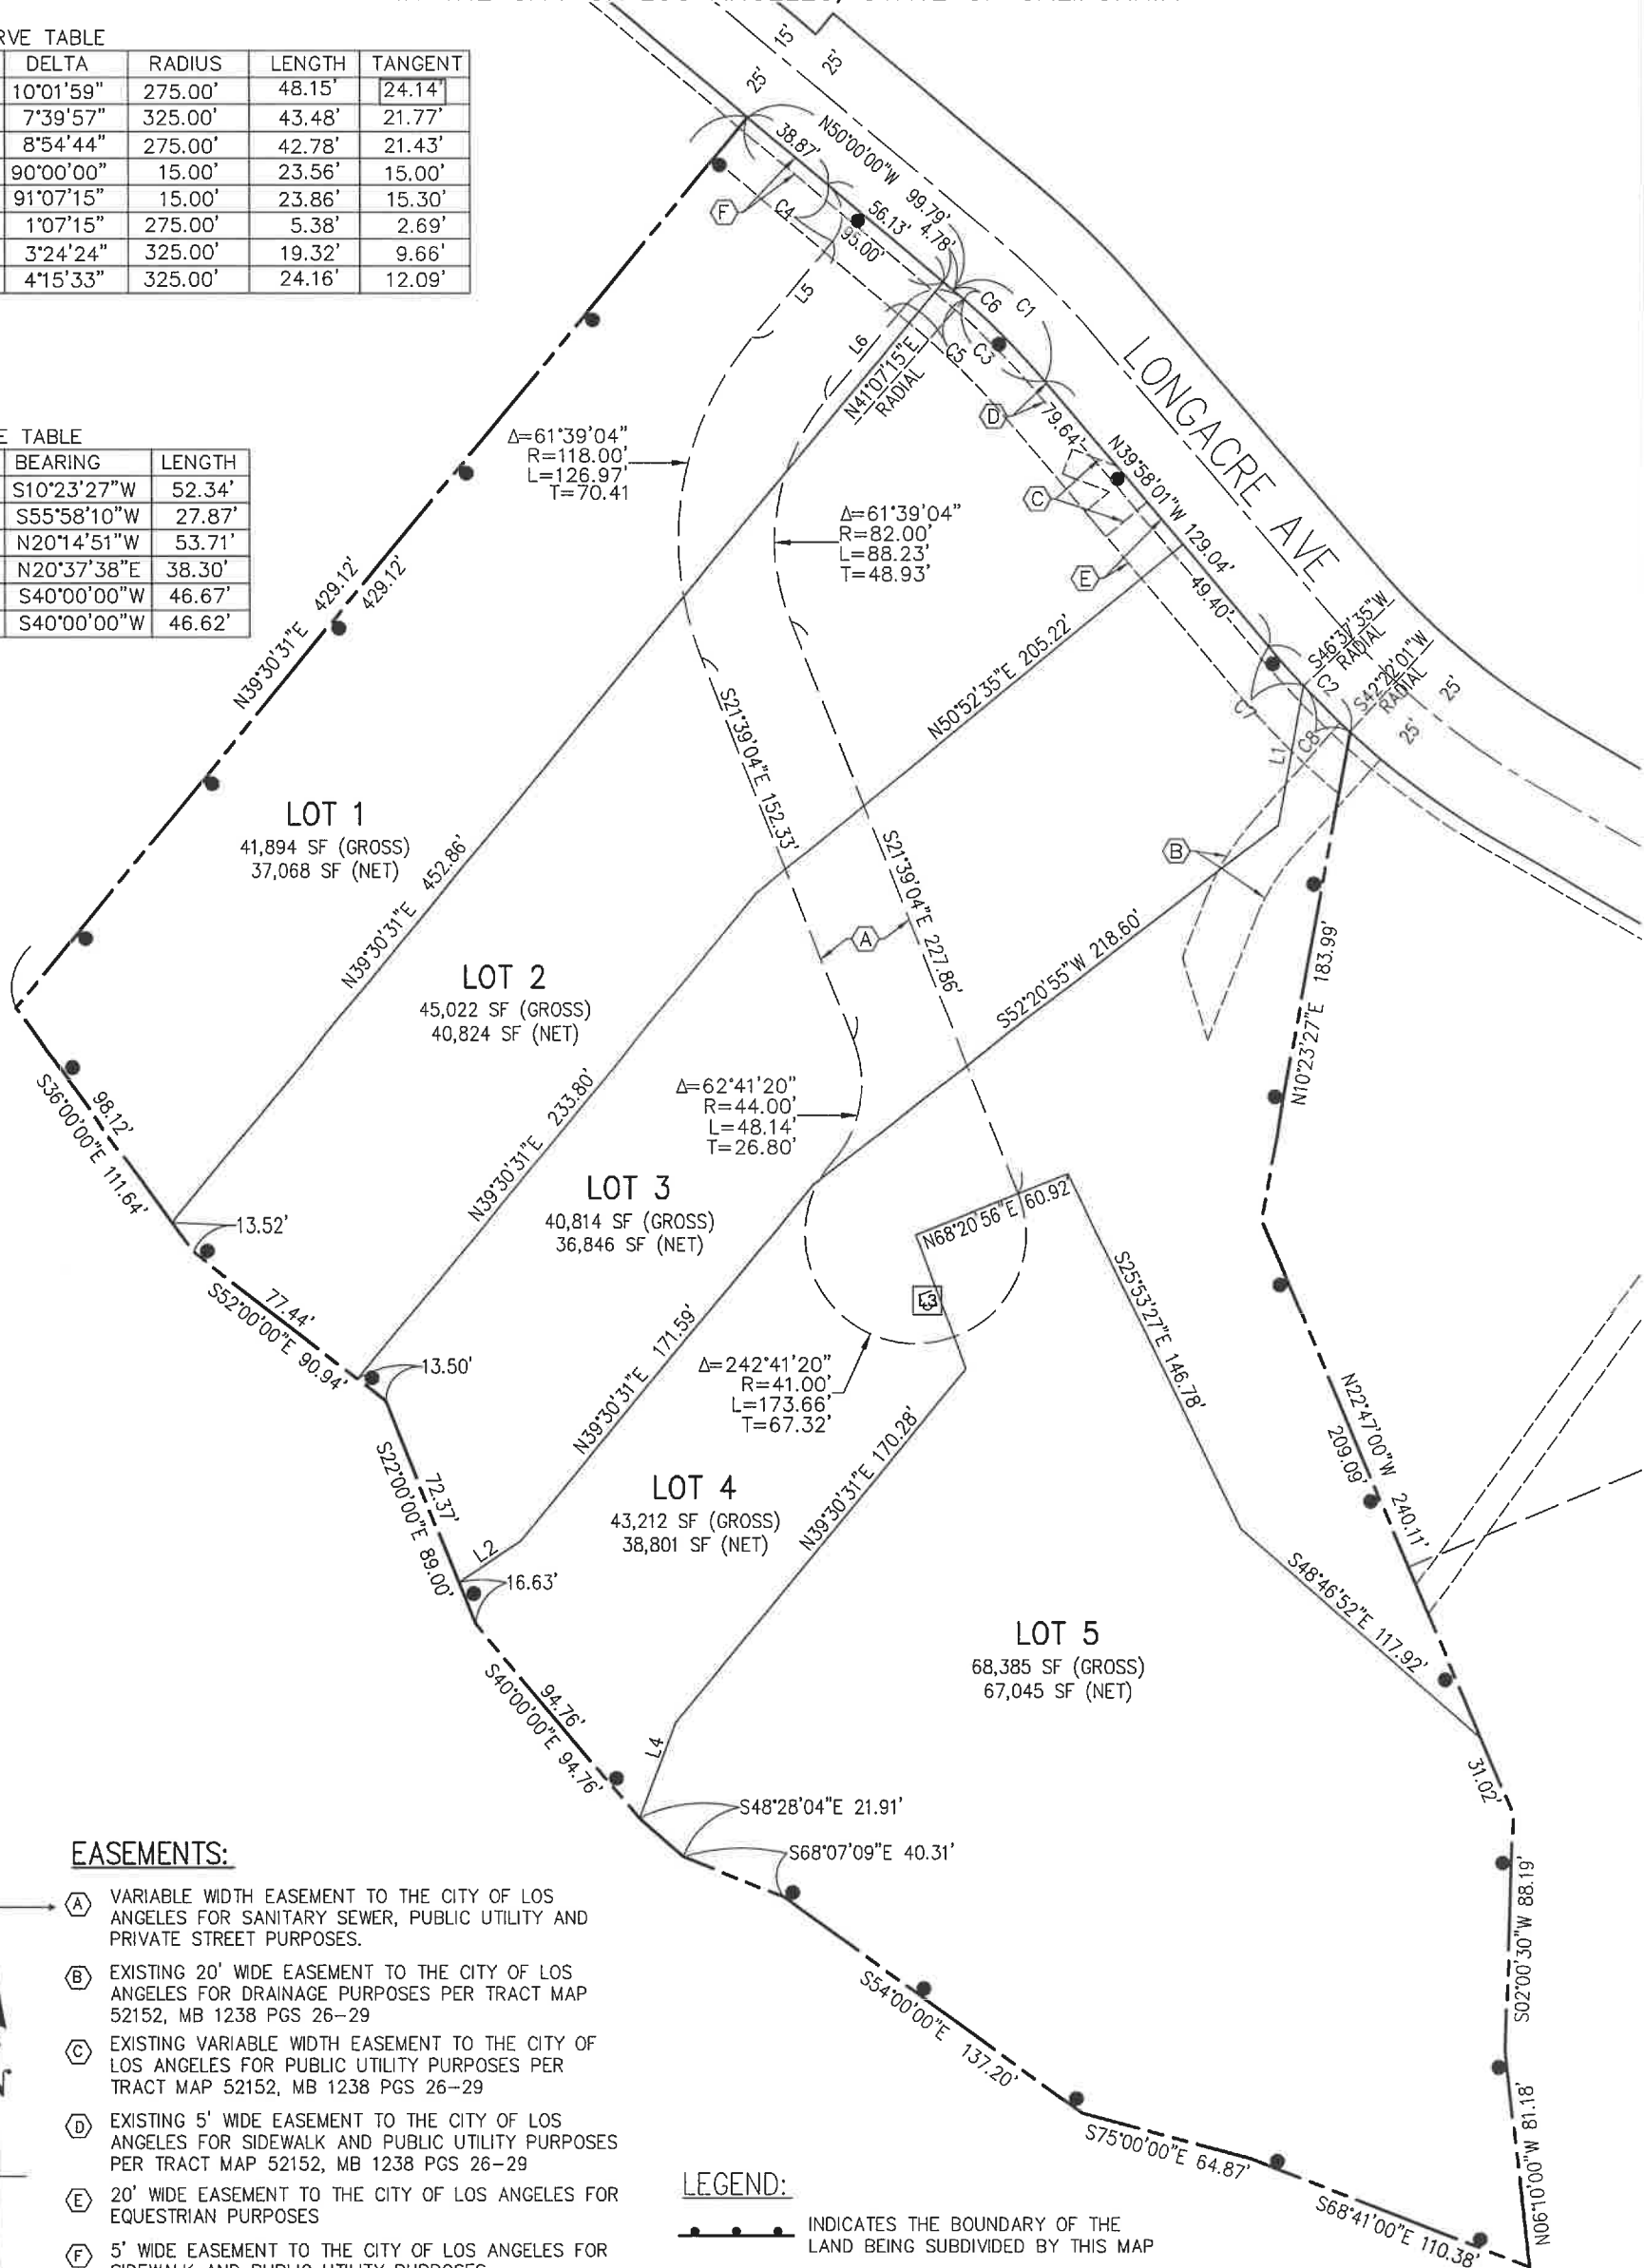 RVE TABLE
DELTA RADIUS LENGTH TANGENT
10°01'59" 275.00' 48.15' 24.14'
7°39'57" 325.00' 43.48' 21.77'
8°54'44" 275.00' 42.78' 21.43'
90°00'00" 15.00' 23.56' 15.00'
91°07'15" 15.00' 23.86' 15.30'
1°07'15" 275.00' 5.38' 2.69'
3°24'24" 325.00' 19.32' 9.66'
4°15'33" 325.00' 24.16' 12.09'
E TABLE
BEARING LENGTH
S10°23'27"W 52.34'
S55°58'10"W 27.87'
N20°14'51"W 53.71'
N20°37'38"E 38.30'
S40°00'00"W 46.67'
S40°00'00"W 46.62'
15'
25'
25'
38.87'
N50°00'00"W 99.79'
56.13'
4.78'
95.00'
F
C4
L5
L6
C6
C1
C5
C3
N41°07'15"E
RADIAL
D
79.64'
C
N39°58'01"W 129.04'
E
49.40'
LONGACRE AVE
S46°37'35"W
RADIAL
C2
S42°22'01"W
RADIAL
25'
25'
C7
C8
L1
B
Δ=61°39'04"
R=118.00'
L=126.97'
T=70.41
Δ=61°39'04"
R=82.00'
L=88.23'
T=48.93'
429.12'
429.12'
N39°30'31"E
N50°52'35"E 205.22'
S21°39'04"E 152.33'
S21°39'04"E 227.86'
A
LOT 1
41,894 SF (GROSS)
37,068 SF (NET)
N39°30'31"E 452.86'
LOT 2
45,022 SF (GROSS)
40,824 SF (NET)
S52°20'55"W 218.60'
N10°23'27"E 183.99'
98.12'
S36°00'00"E 111.64'
13.52'
N39°30'31"E 233.80'
Δ=62°41'20"
R=44.00'
L=48.14'
T=26.80'
LOT 3
40,814 SF (GROSS)
36,846 SF (NET)
N68°20'56"E 60.92'
L3
77.44'
S52°00'00"E 90.94'
13.50'
N39°30'31"E 171.59'
Δ=242°41'20"
R=41.00'
L=173.66'
T=67.32'
S25°53'27"E 146.78'
N22°47'00"W 240.11'
209.09'
72.37'
S22°00'00"E 89.00'
L2
16.63'
LOT 4
43,212 SF (GROSS)
38,801 SF (NET)
N39°30'31"E 170.28'
S48°46'52"E 117.92'
LOT 5
68,385 SF (GROSS)
67,045 SF (NET)
94.76'
S40°00'00"E 94.76'
L4
S48°28'04"E 21.91'
S68°07'09"E 40.31'
31.02'
S02°00'30"W 88.19'
S54°00'00"E 137.20'
S75°00'00"E 64.87'
S68°41'00"E 110.38'
N06°10'00"W 81.18'
EASEMENTS:
A VARIABLE WIDTH EASEMENT TO THE CITY OF LOS
ANGELES FOR SANITARY SEWER, PUBLIC UTILITY AND
PRIVATE STREET PURPOSES.
B EXISTING 20' WIDE EASEMENT TO THE CITY OF LOS
ANGELES FOR DRAINAGE PURPOSES PER TRACT MAP
52152, MB 1238 PGS 26-29
C EXISTING VARIABLE WIDTH EASEMENT TO THE CITY OF
LOS ANGELES FOR PUBLIC UTILITY PURPOSES PER
TRACT MAP 52152, MB 1238 PGS 26-29
D EXISTING 5' WIDE EASEMENT TO THE CITY OF LOS
ANGELES FOR SIDEWALK AND PUBLIC UTILITY PURPOSES
PER TRACT MAP 52152, MB 1238 PGS 26-29
E 20' WIDE EASEMENT TO THE CITY OF LOS ANGELES FOR
EQUESTRIAN PURPOSES
F 5' WIDE EASEMENT TO THE CITY OF LOS ANGELES FOR
SIDEWALK AND PUBLIC UTILITY PURPOSES
LEGEND:
INDICATES THE BOUNDARY OF THE
LAND BEING SUBDIVIDED BY THIS MAP